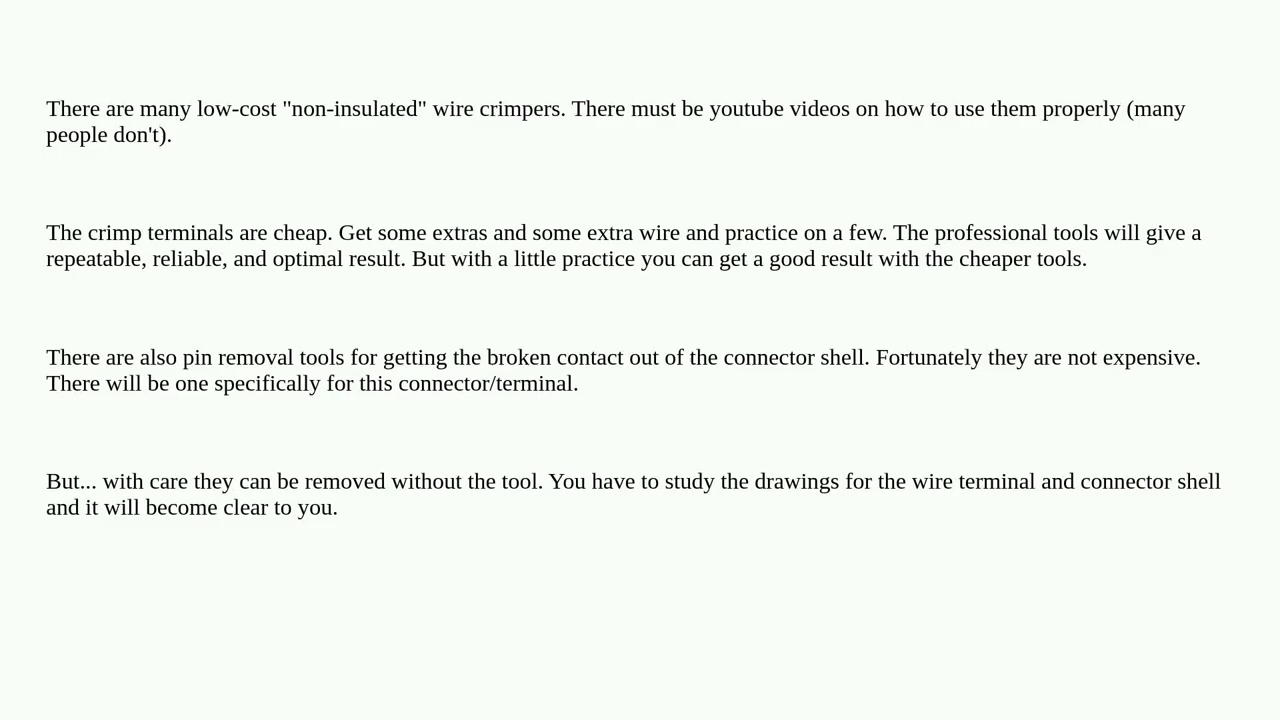 There are many low-cost "non-insulated" wire crimpers. There must be youtube videos on how to use them properly (many
people don't).
The crimp terminals are cheap. Get some extras and some extra wire and practice on a few. The professional tools will give a
repeatable, reliable, and optimal result. But with a little practice you can get a good result with the cheaper tools.
There are also pin removal tools for getting the broken contact out of the connector shell. Fortunately they are not expensive.
There will be one specifically for this connector/terminal.
But... with care they can be removed without the tool. You have to study the drawings for the wire terminal and connector shell
and it will become clear to you.